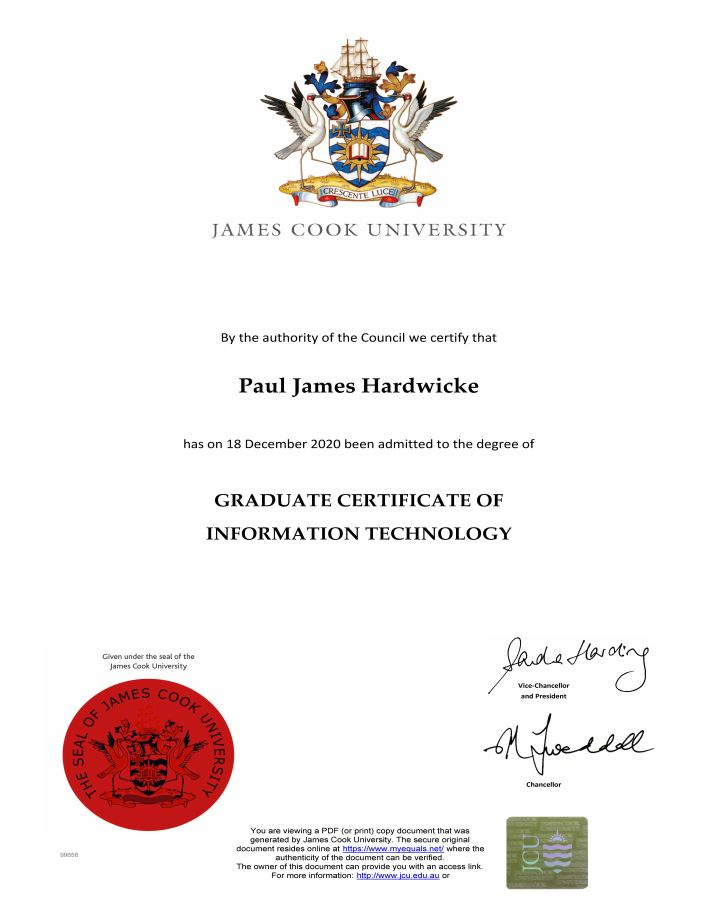 CRESCENTE LUCE
JAMES COOK UNIVERSITY
By the authority of the Council we certify that
Paul James Hardwicke
has on 18 December 2020 been admitted to the degree of
GRADUATE CERTIFICATE OF
INFORMATION TECHNOLOGY
Given under the seal of the
James Cook University
THE SEAL OF JAMES COOK UNIVERSITY
Vice-Chancellor
and President
Chancellor
You are viewing a PDF (or print) copy document that was
generated by James Cook University. The secure original
document resides online at https://www.myequals.net/ where the
authenticity of the document can be verified.
The owner of this document can provide you with an access link.
For more information: http://www.jcu.edu.au or
99658
JCU